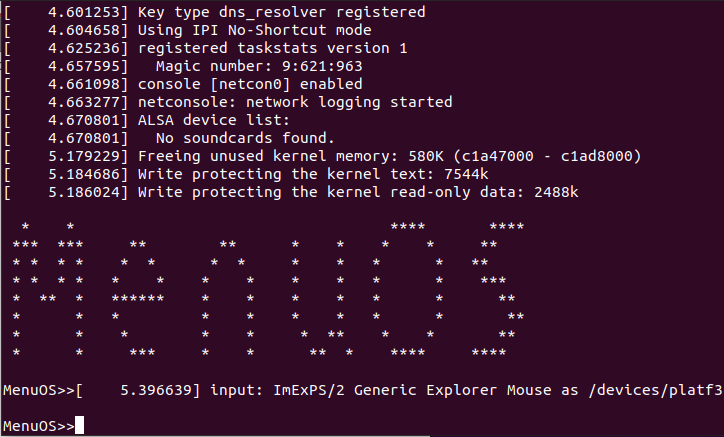 [    4.601253] Key type dns_resolver registered
[    4.604658] Using IPI No-Shortcut mode
[    4.625236] registered taskstats version 1
[    4.657595]   Magic number: 9:621:963
[    4.661098] console [netcon0] enabled
[    4.663277] netconsole: network logging started
[    4.670801] ALSA device list:
[    4.670801]   No soundcards found.
[    5.179229] Freeing unused kernel memory: 580K (c1a47000 - c1ad8000)
[    5.184686] Write protecting the kernel text: 7544k
[    5.186024] Write protecting the kernel read-only data: 2488k
MenuOS
MenuOS>>[    5.396639] input: ImExPS/2 Generic Explorer Mouse as /devices/platf3
MenuOS>>